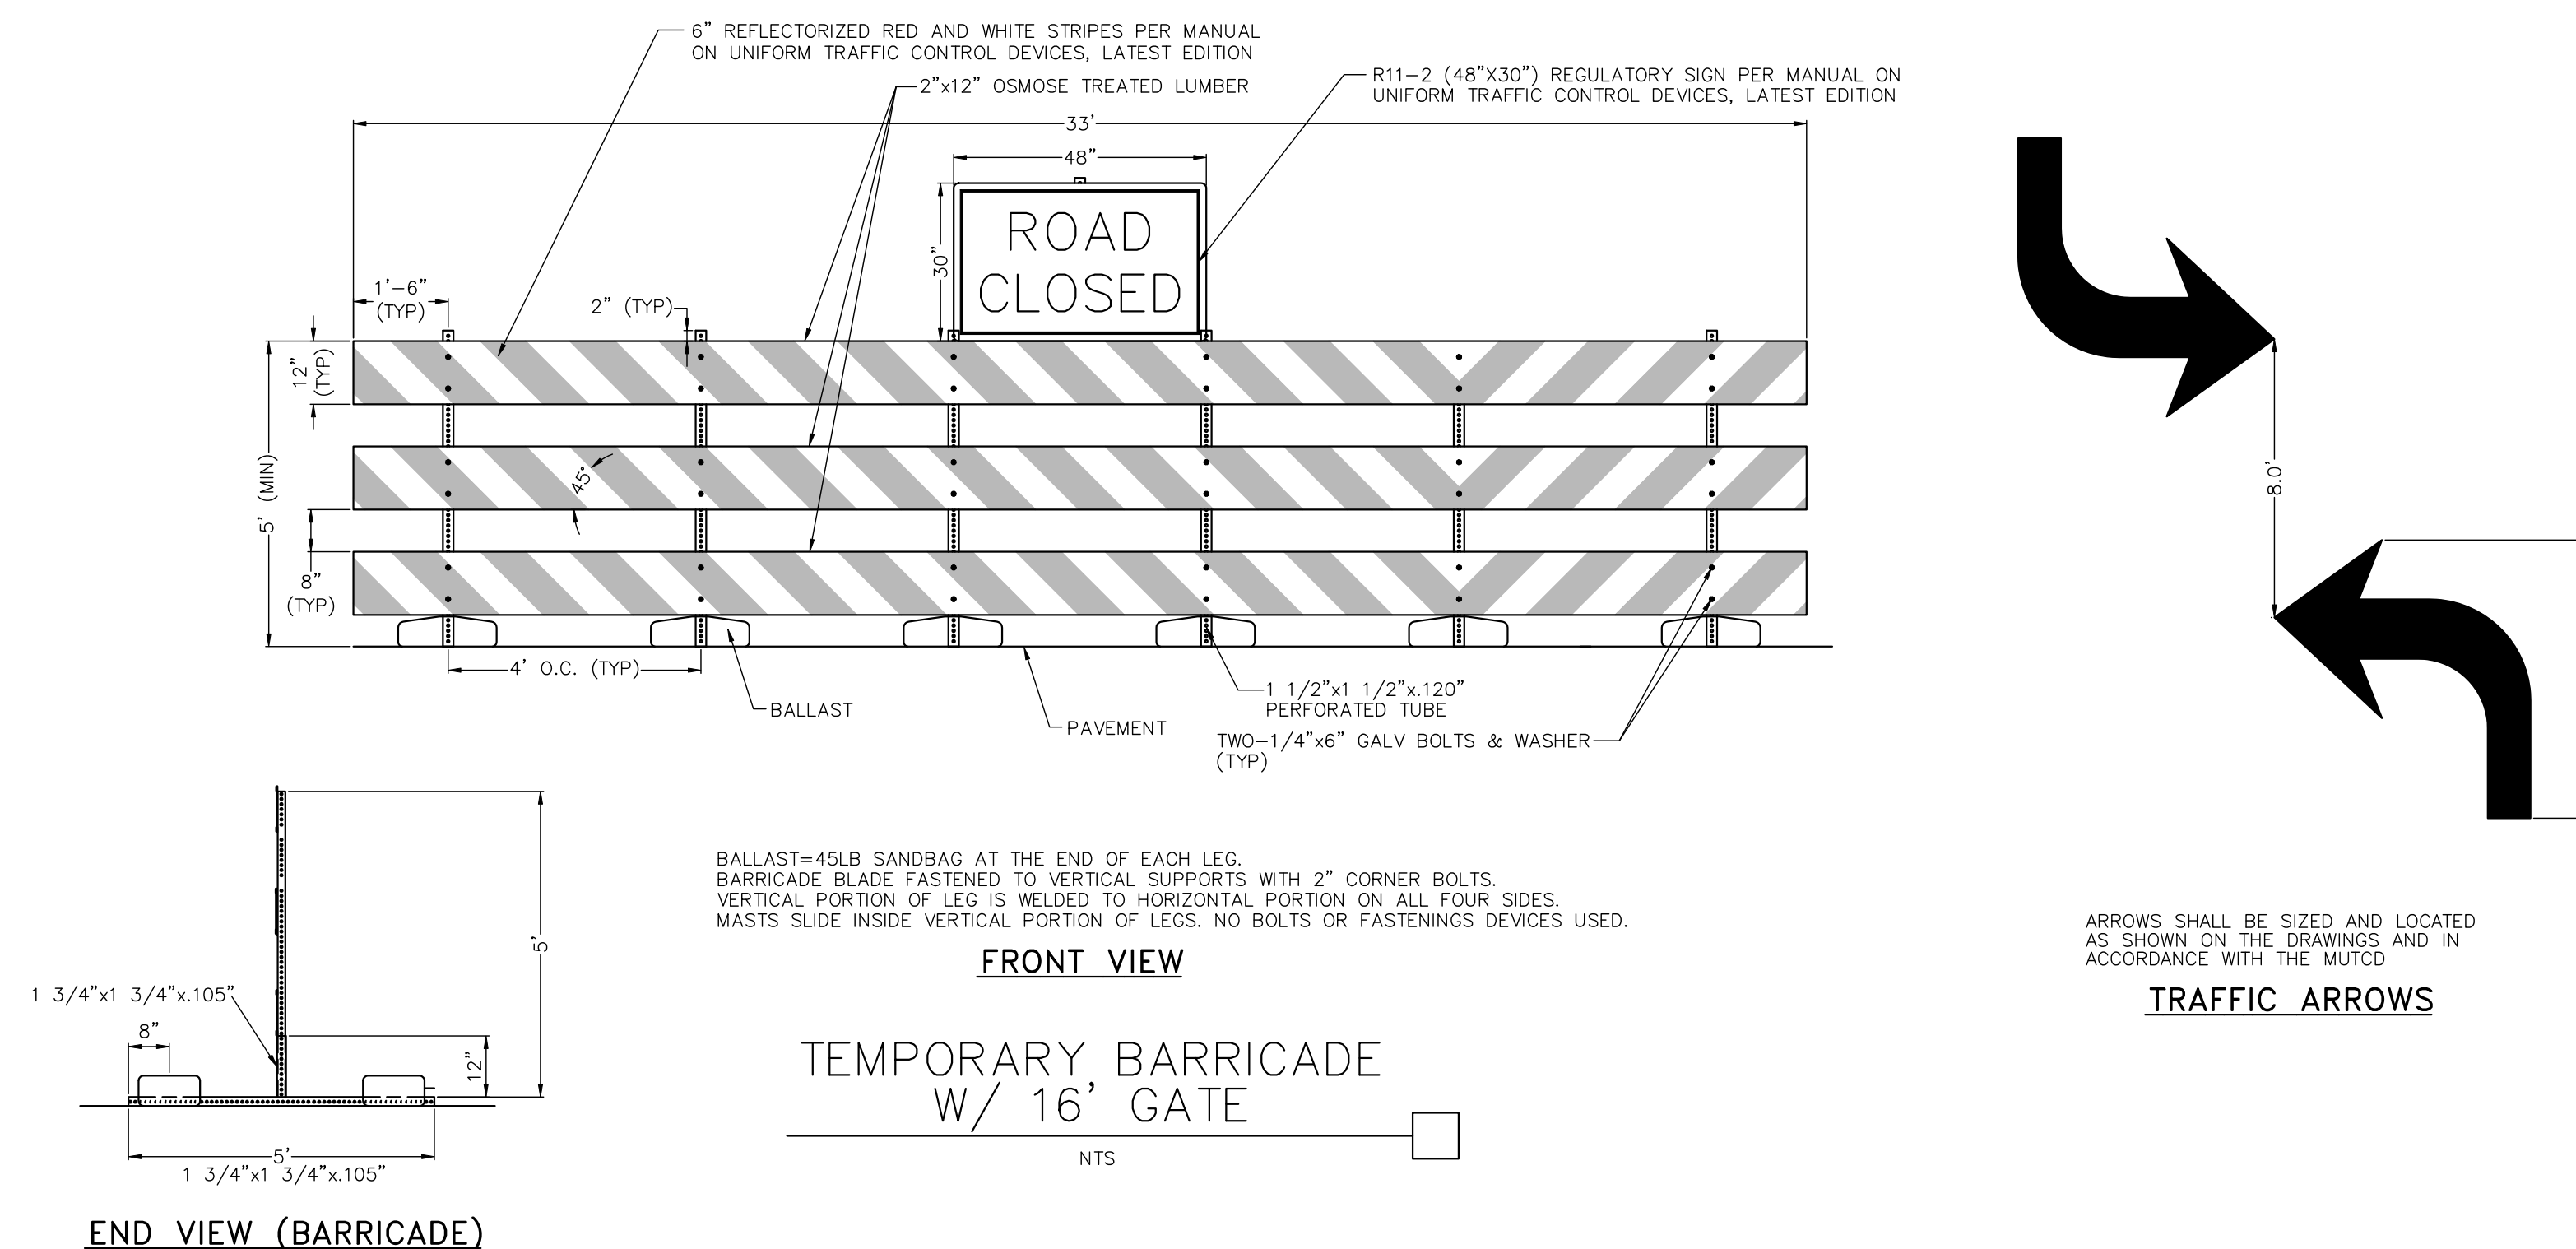 6” REFLECTORIZED RED AND WHITE STRIPES PER MANUAL
ON UNIFORM TRAFFIC CONTROL DEVICES, LATEST EDITION
2”x12” OSMOSE TREATED LUMBER
R11–2 (48”X30”) REGULATORY SIGN PER MANUAL ON
UNIFORM TRAFFIC CONTROL DEVICES, LATEST EDITION
33'
48”
30”
ROAD
CLOSED
1'–6”
(TYP)
2” (TYP)
12”
(TYP)
5' (MIN)
45°
8”
(TYP)
4' O.C. (TYP)
BALLAST
PAVEMENT
1 1/2”x1 1/2”x.120”
PERFORATED TUBE
TWO–1/4”x6” GALV BOLTS & WASHER
(TYP)
8.0'
BALLAST=45LB SANDBAG AT THE END OF EACH LEG.
BARRICADE BLADE FASTENED TO VERTICAL SUPPORTS WITH 2” CORNER BOLTS.
VERTICAL PORTION OF LEG IS WELDED TO HORIZONTAL PORTION ON ALL FOUR SIDES.
MASTS SLIDE INSIDE VERTICAL PORTION OF LEGS. NO BOLTS OR FASTENINGS DEVICES USED.
FRONT VIEW
ARROWS SHALL BE SIZED AND LOCATED
AS SHOWN ON THE DRAWINGS AND IN
ACCORDANCE WITH THE MUTCD
TRAFFIC ARROWS
5'
1 3/4”x1 3/4”x.105”
8”
12”
5'
1 3/4”x1 3/4”x.105”
END VIEW (BARRICADE)
TEMPORARY BARRICADE
W/ 16' GATE
NTS